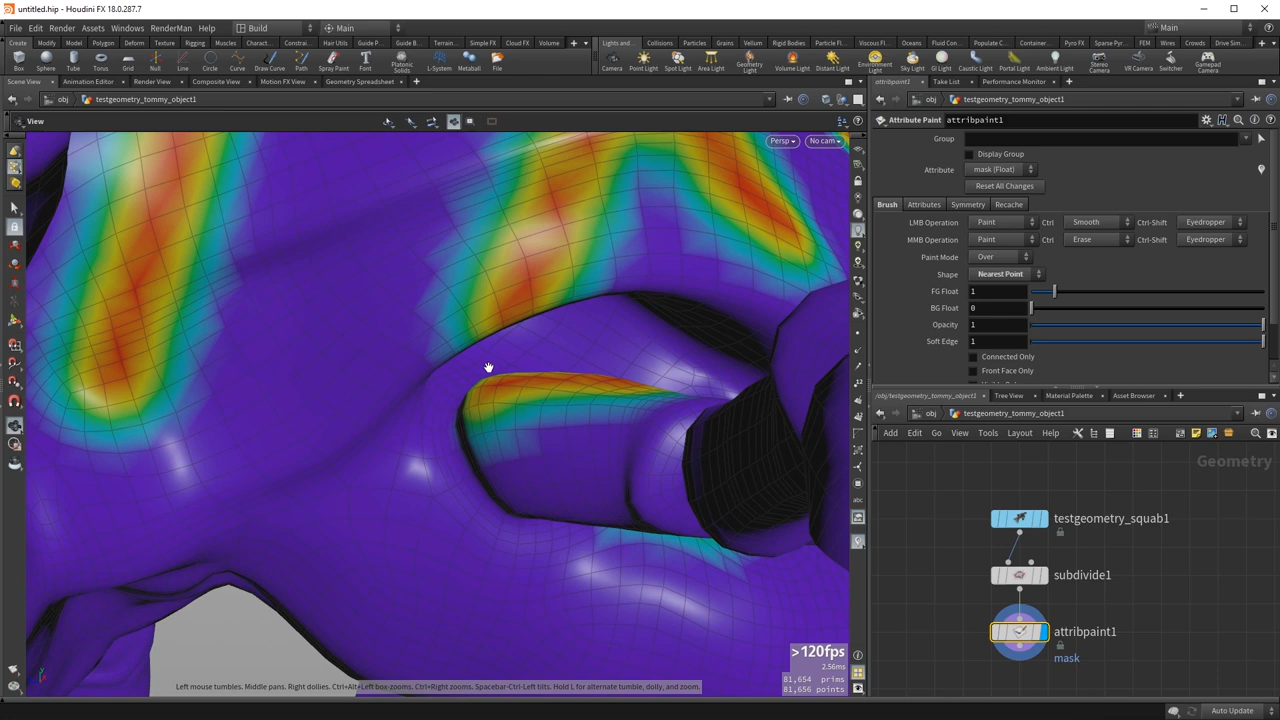 untitled.hip - Houdini FX 18.0.287.7
File Edit Render Assets Windows RenderMan Help Build Main Main
Create Modify Model Polygon Deform Texture Rigging Muscles Charact... Constrai... Hair Utils Guide P... Guide B... Terrain... Simple FX Cloud FX Volume
Lights and... Collisions Particles Grains Vellum Rigid Bodies Particle Fl... Viscous Fl... Oceans Fluid Con... Populate C... Container... Pyro FX Sparse Pyr... FEM Wires Crowds Drive Sim...
Box Sphere Tube Torus Grid Null Line Circle Curve Draw Curve Path Spray Paint Font Platonic Solids L-System Metaball File
Camera Point Light Spot Light Area Light Geometry Light Volume Light Distant Light Environment Light Sky Light GI Light Caustic Light Portal Light Ambient Light Stereo Camera VR Camera Switcher Gamepad Camera
Scene View Animation Editor Render View Composite View Motion FX View Geometry Spreadsheet
obj testgeometry_tommy_object1
View
Persp No cam
abc
>120fps
2.56ms
81,654 prims
81,656 points
Left mouse tumbles. Middle pans. Right dollies. Ctrl+Alt+Left box-zooms. Ctrl+Right zooms. Spacebar-Ctrl-Left tilts. Hold L for alternate tumble, dolly, and zoom.
attribpaint1 Take List Performance Monitor
obj testgeometry_tommy_object1
Attribute Paint attribpaint1
Group
Display Group
Attribute mask (Float)
Reset All Changes
Brush Attributes Symmetry Recache
LMB Operation Paint Ctrl Smooth Ctrl-Shift Eyedropper
MMB Operation Paint Ctrl Erase Ctrl-Shift Eyedropper
Paint Mode Over
Shape Nearest Point
FG Float 1
BG Float 0
Opacity 1
Soft Edge 1
Connected Only
Front Face Only
/obj/testgeometry_tommy_object1 Tree View Material Palette Asset Browser
obj testgeometry_tommy_object1
Add Edit Go View Tools Layout Help
Geometry
testgeometry_squab1
subdivide1
attribpaint1
mask
Auto Update